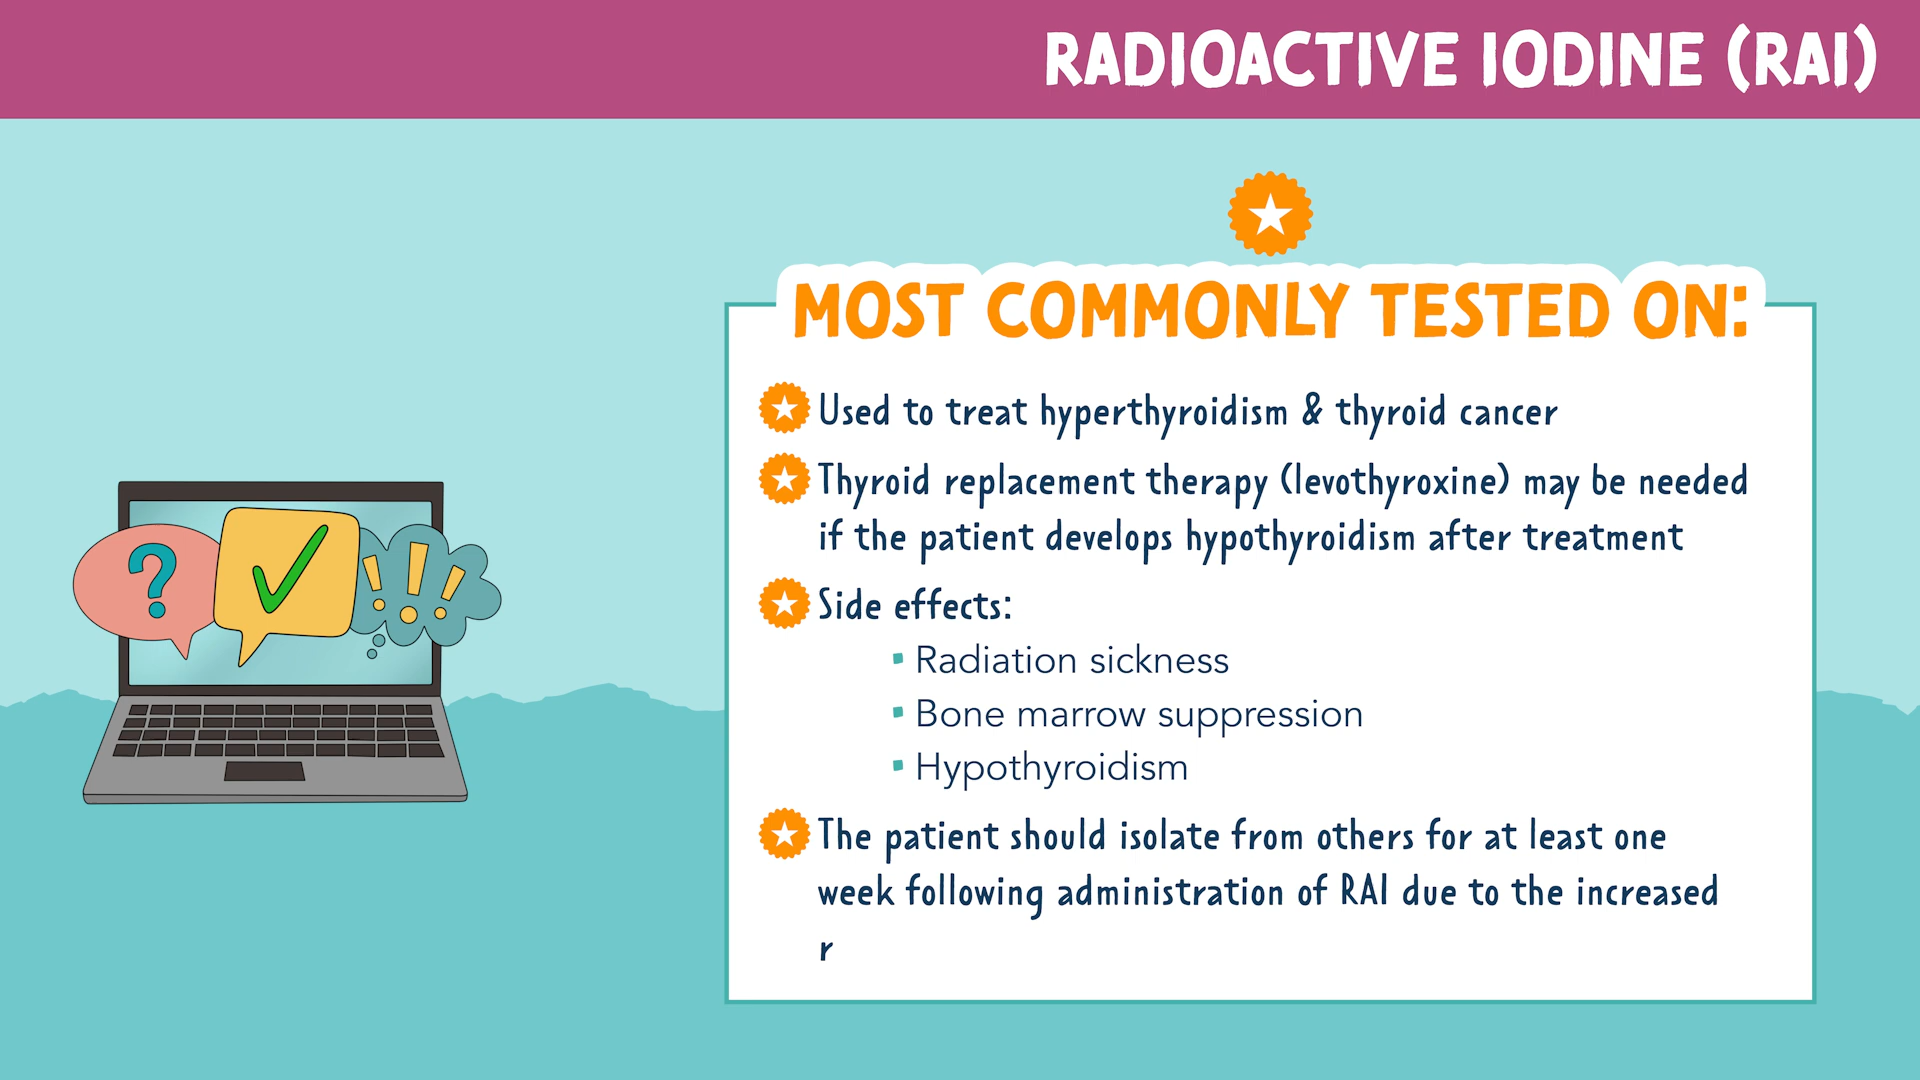 RADIOACTIVE IODINE (RAI)
MOST COMMONLY TESTED ON:
Used to treat hyperthyroidism & thyroid cancer
Thyroid replacement therapy (levothyroxine) may be needed
if the patient develops hypothyroidism after treatment
Side effects:
▪ Radiation sickness
▪ Bone marrow suppression
▪ Hypothyroidism
The patient should isolate from others for at least one
week following administration of RAI due to the increased
r